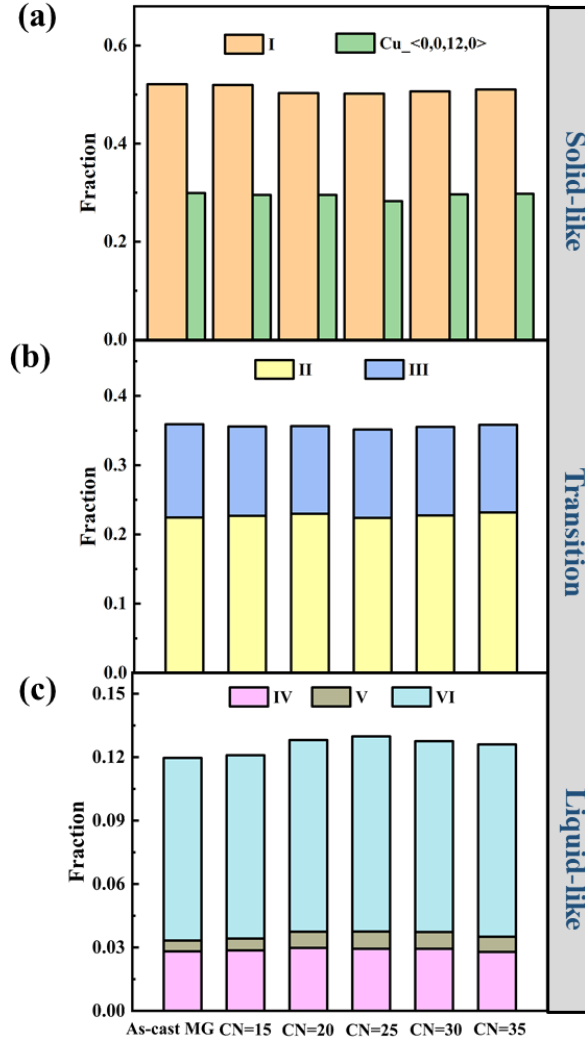 (a)
I
Cu_<0,0,12,0>
0.6
0.4
0.2
0.0
Fraction
Solid-like
(b)
II
III
0.4
0.3
0.2
0.1
0.0
Fraction
Transition
(c)
IV
V
VI
0.15
0.12
0.09
0.06
0.03
0.00
Fraction
Liquid-like
As-cast MG CN=15 CN=20 CN=25 CN=30 CN=35